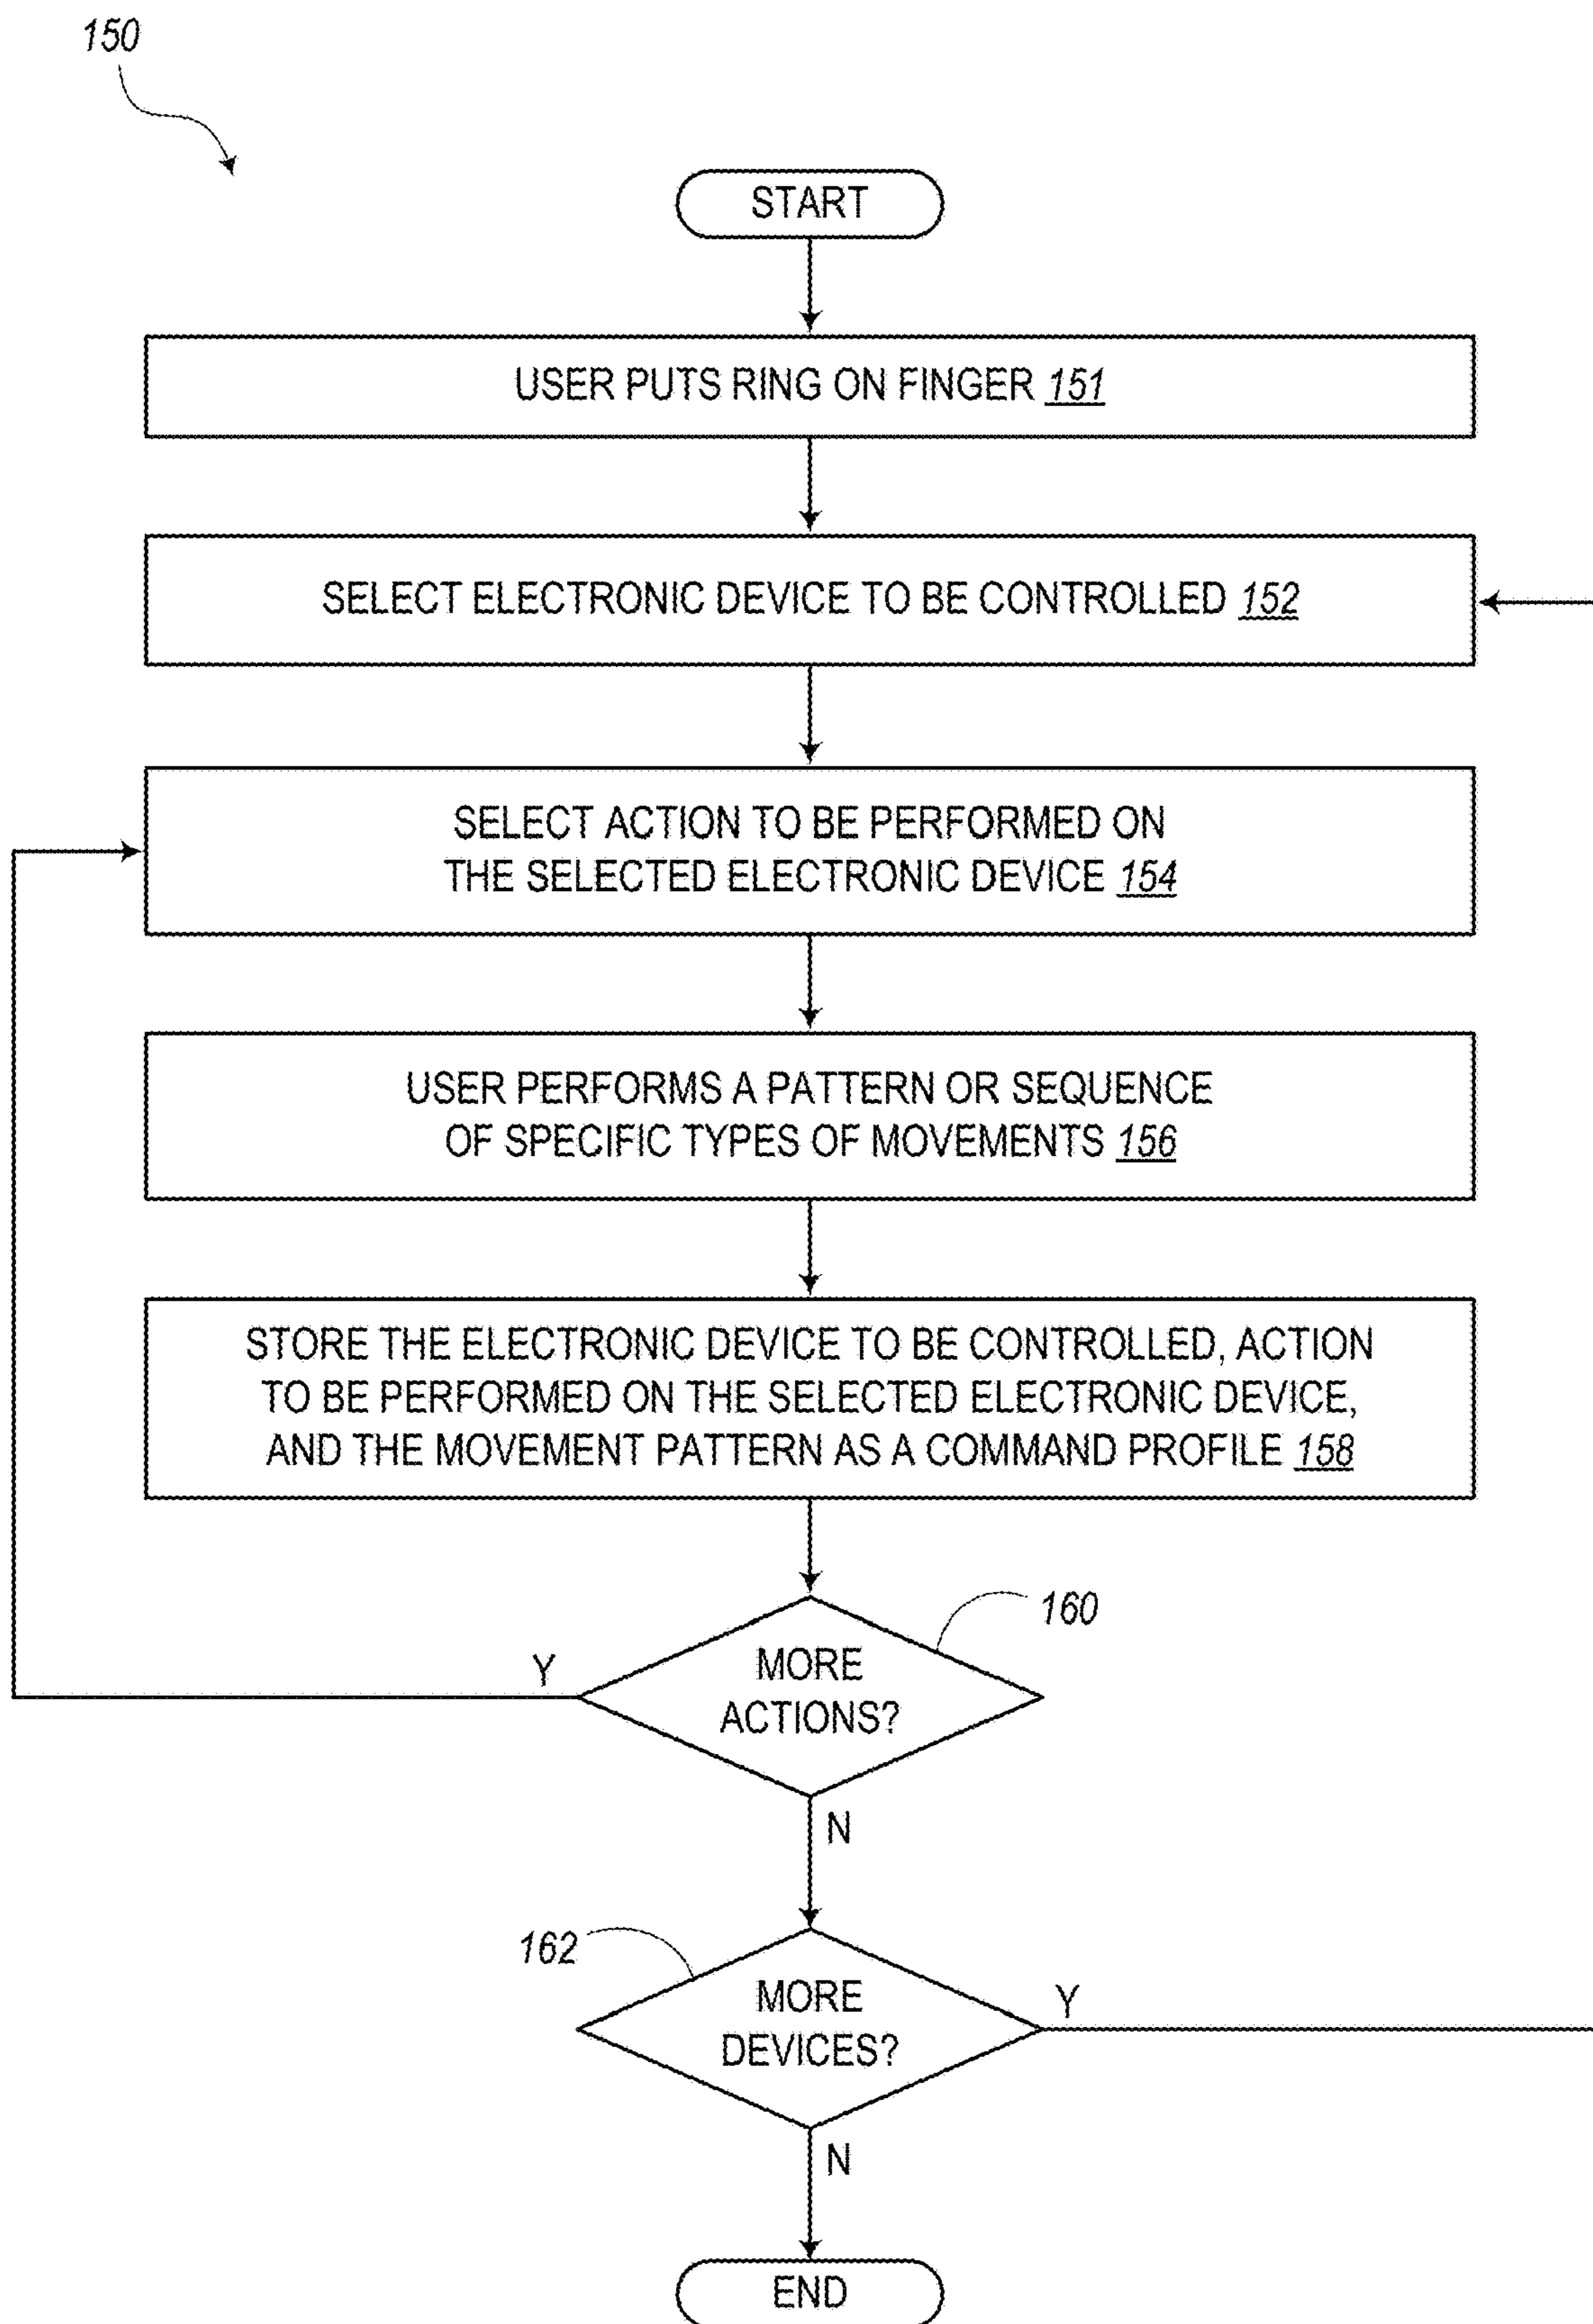 150
START
USER PUTS RING ON FINGER 151
SELECT ELECTRONIC DEVICE TO BE CONTROLLED 152
SELECT ACTION TO BE PERFORMED ON
THE SELECTED ELECTRONIC DEVICE 154
USER PERFORMS A PATTERN OR SEQUENCE
OF SPECIFIC TYPES OF MOVEMENTS 156
STORE THE ELECTRONIC DEVICE TO BE CONTROLLED, ACTION
TO BE PERFORMED ON THE SELECTED ELECTRONIC DEVICE,
AND THE MOVEMENT PATTERN AS A COMMAND PROFILE 158
160
Y
MORE
ACTIONS?
N
162
Y
MORE
DEVICES?
N
END